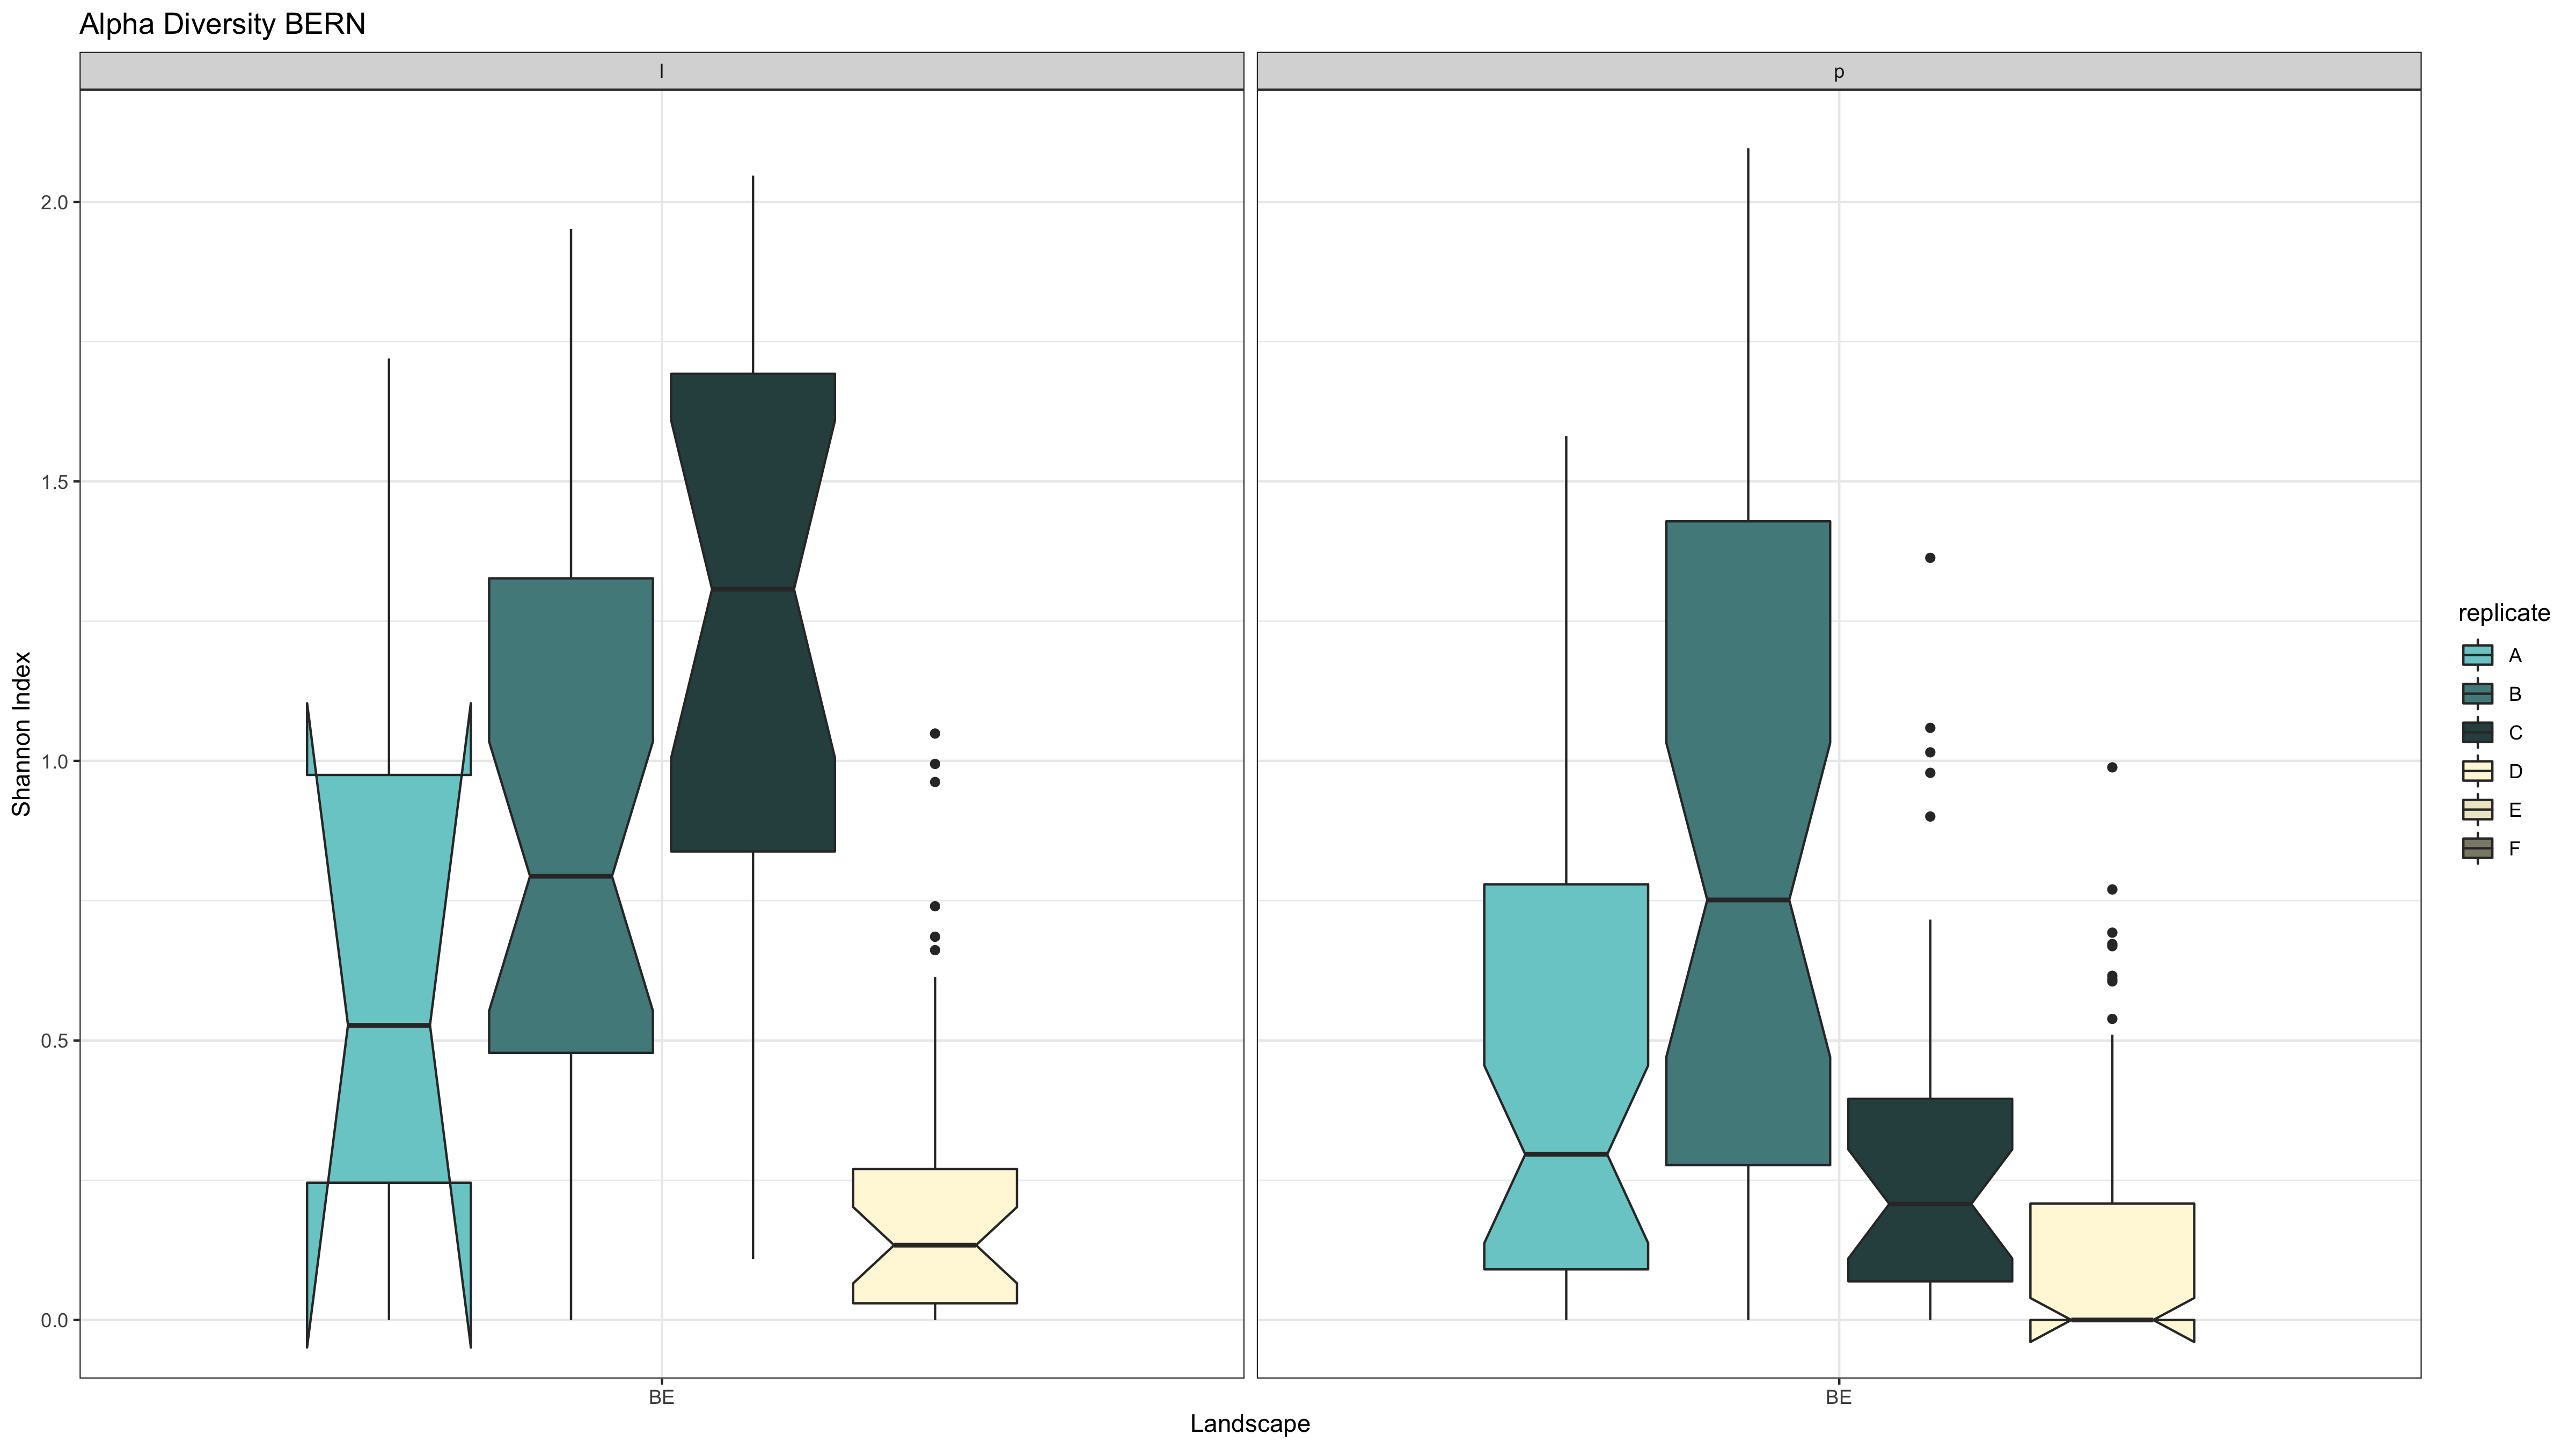 Alpha Diversity BERN
l
p
2.0
1.5
1.0
0.5
0.0
Shannon Index
BE
BE
Landscape
replicate
A
B
C
D
E
F